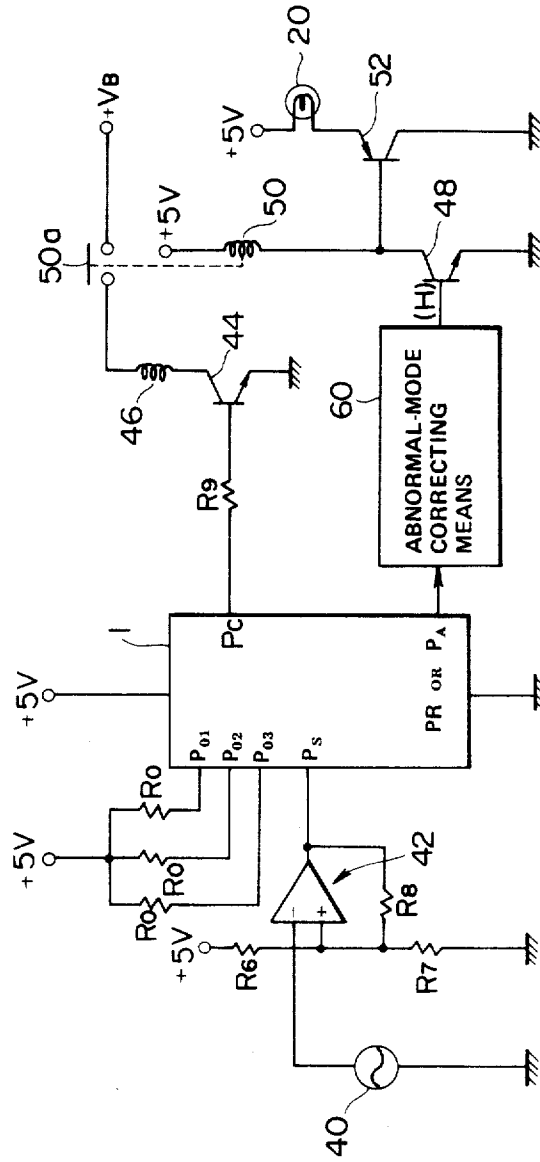 50a
+VB
+5V
50
+5V
20
52
46
44
48
(H)
R9
60
ABNORMAL-MODE
CORRECTING
MEANS
+5V
1
PC
PR OR PA
P01
P02
P03
PS
+5V
R0
R0
R0
+5V
R6
R7
R8
42
40